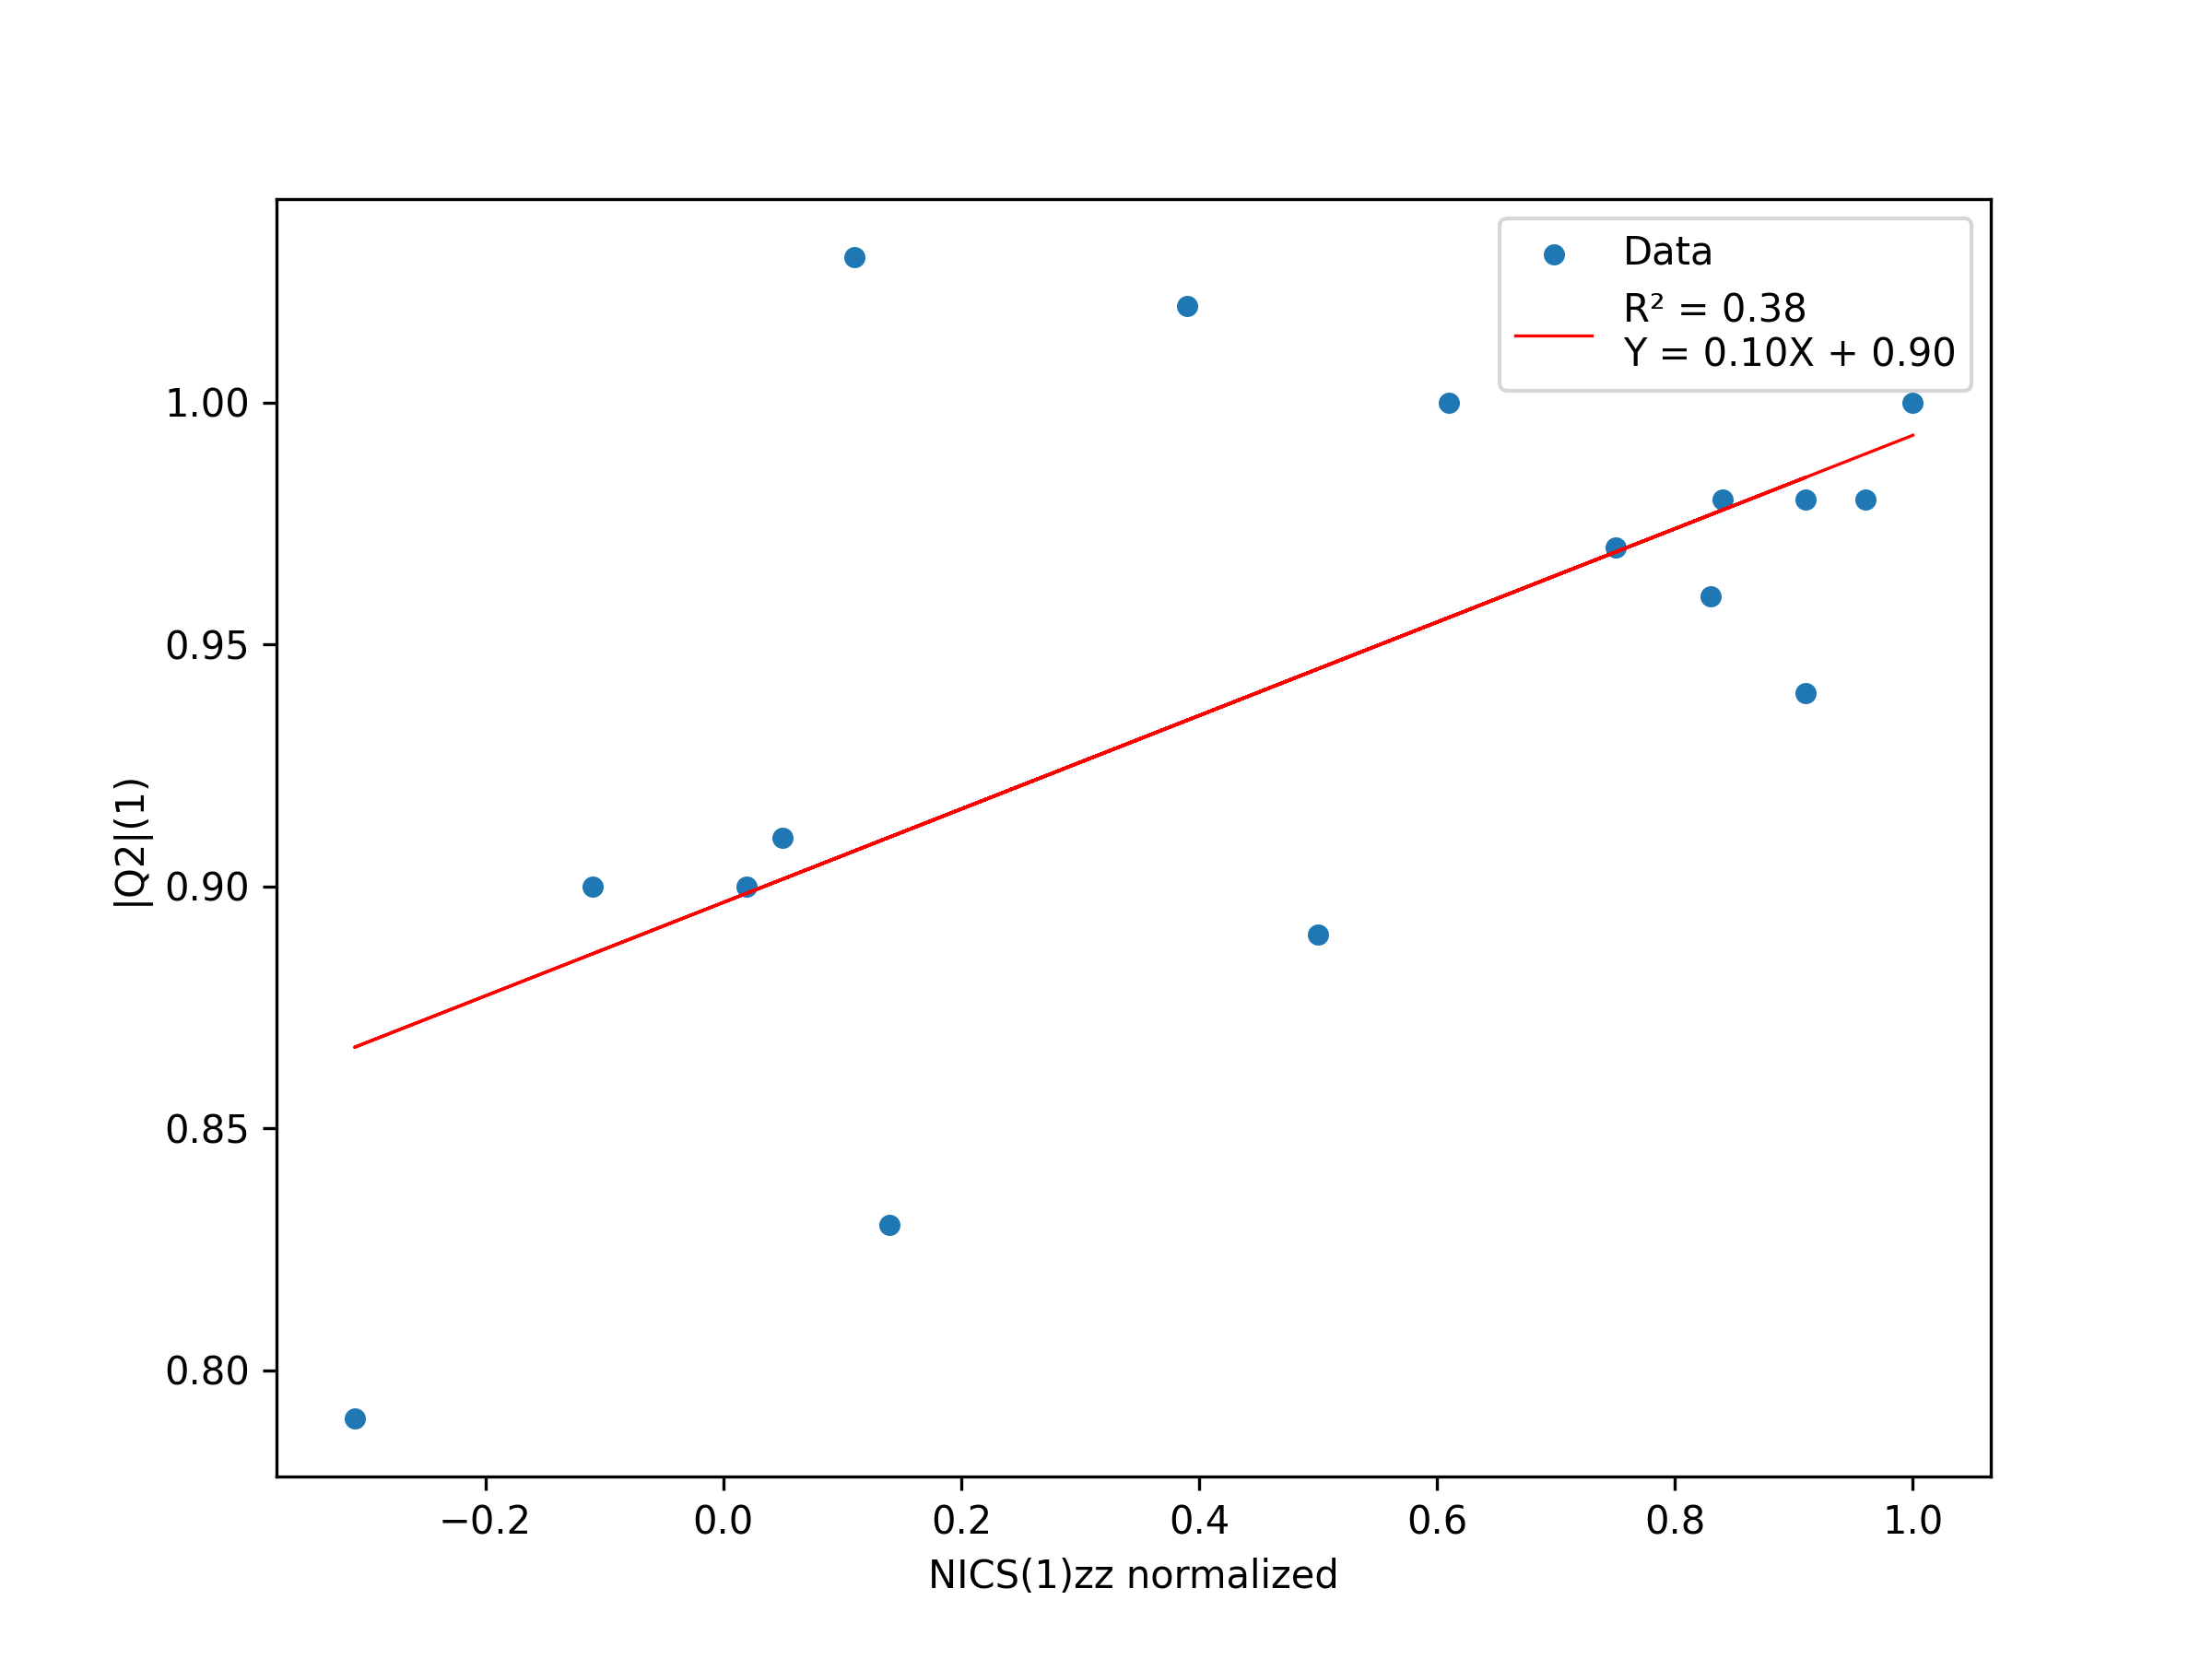 Data
R² = 0.38
Y = 0.10X + 0.90
1.00
0.95
0.90
0.85
0.80
|Q2|(1)
−0.2 0.0 0.2 0.4 0.6 0.8 1.0
NICS(1)zz normalized